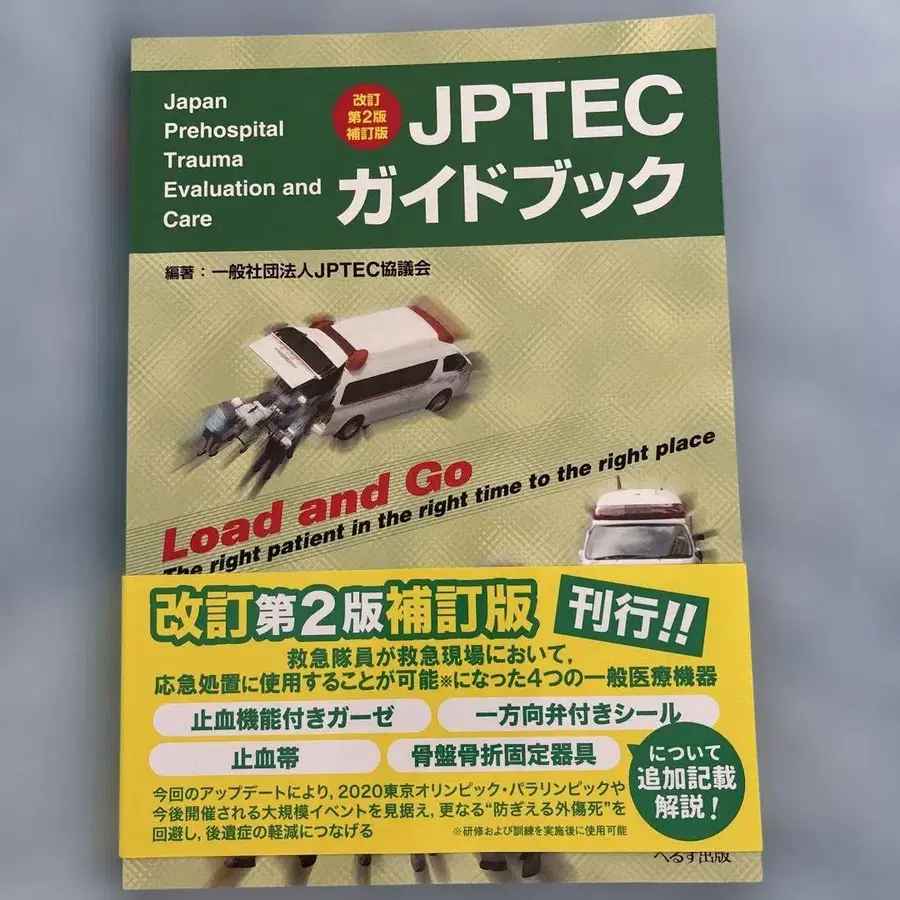 Japan
Prehospital
Trauma
Evaluation and
Care
改訂
第2版
補訂版
JPTEC
ガイドブック
編著：一般社団法人JPTEC協議会
Load and Go
The right patient in the right time to the right place
改訂第2版補訂版 刊行!!
救急隊員が救急現場において,
応急処置に使用することが可能※になった4つの一般医療機器
止血機能付きガーゼ 一方向弁付きシール
止血帯 骨盤骨折固定器具
について
追加記載
解説！
今回のアップデートにより, 2020東京オリンピック・パラリンピックや
今後開催される大規模イベントを見据え, 更なる“防ぎえる外傷死”を
回避し, 後遺症の軽減につなげる
※研修および訓練を実施後に使用可能
へるす出版